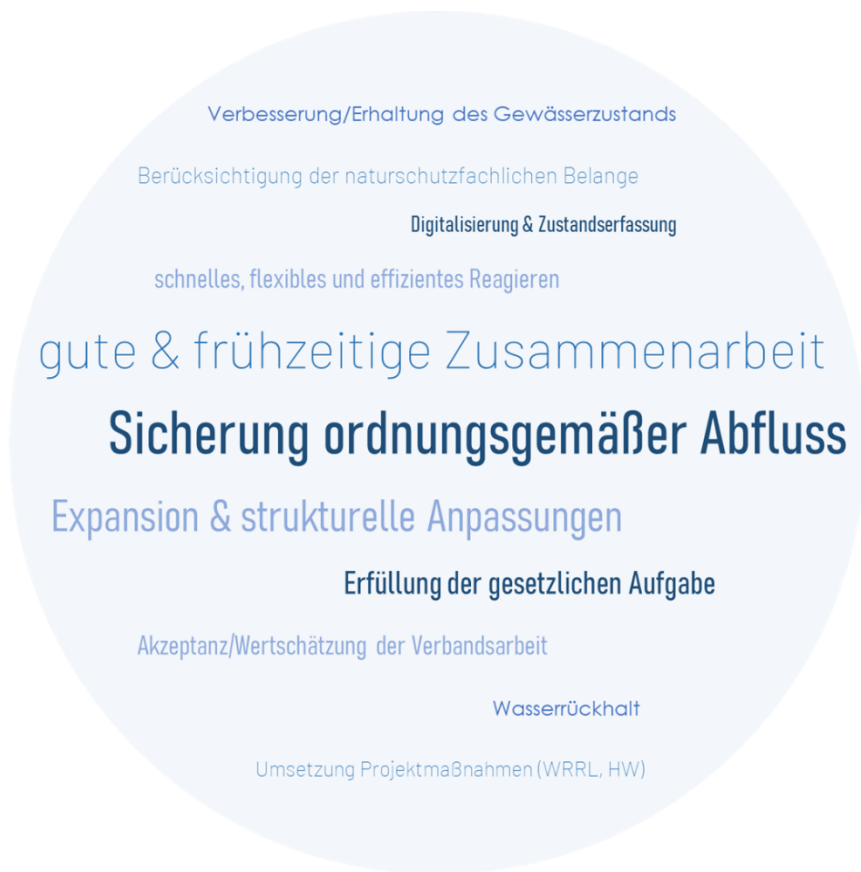 Verbesserung/Erhaltung des Gewässerzustands
Berücksichtigung der naturschutzfachlichen Belange
Digitalisierung & Zustandserfassung
schnelles, flexibles und effizientes Reagieren
gute & frühzeitige Zusammenarbeit
Sicherung ordnungsgemäßer Abfluss
Expansion & strukturelle Anpassungen
Erfüllung der gesetzlichen Aufgabe
Akzeptanz/Wertschätzung der Verbandsarbeit
Wasserrückhalt
Umsetzung Projektmaßnahmen (WRRL, HW)